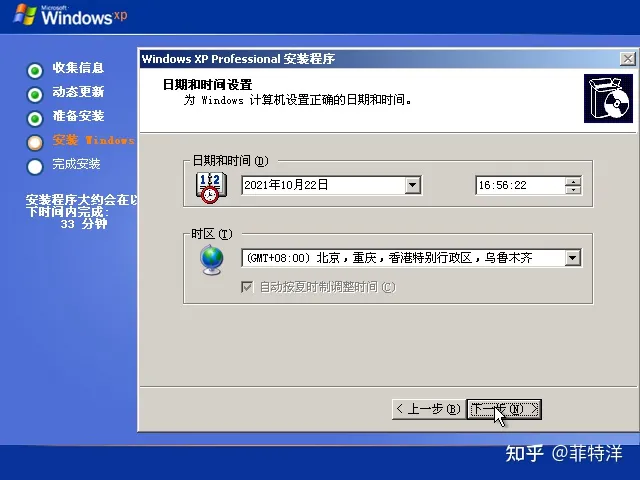 Microsoft
Windows xp
收集信息
动态更新
准备安装
安装 Windows
完成安装
安装程序大约会在以
下时间内完成:
33 分钟
Windows XP Professional 安装程序
日期和时间设置
为 Windows 计算机设置正确的日期和时间。
日期和时间(D)
2021年10月22日
16:56:22
时区(T)
(GMT+08:00) 北京，重庆，香港特别行政区，乌鲁木齐
自动按夏时制调整时间(C)
< 上一步(B)
下一步(N) >
知乎 @菲特洋